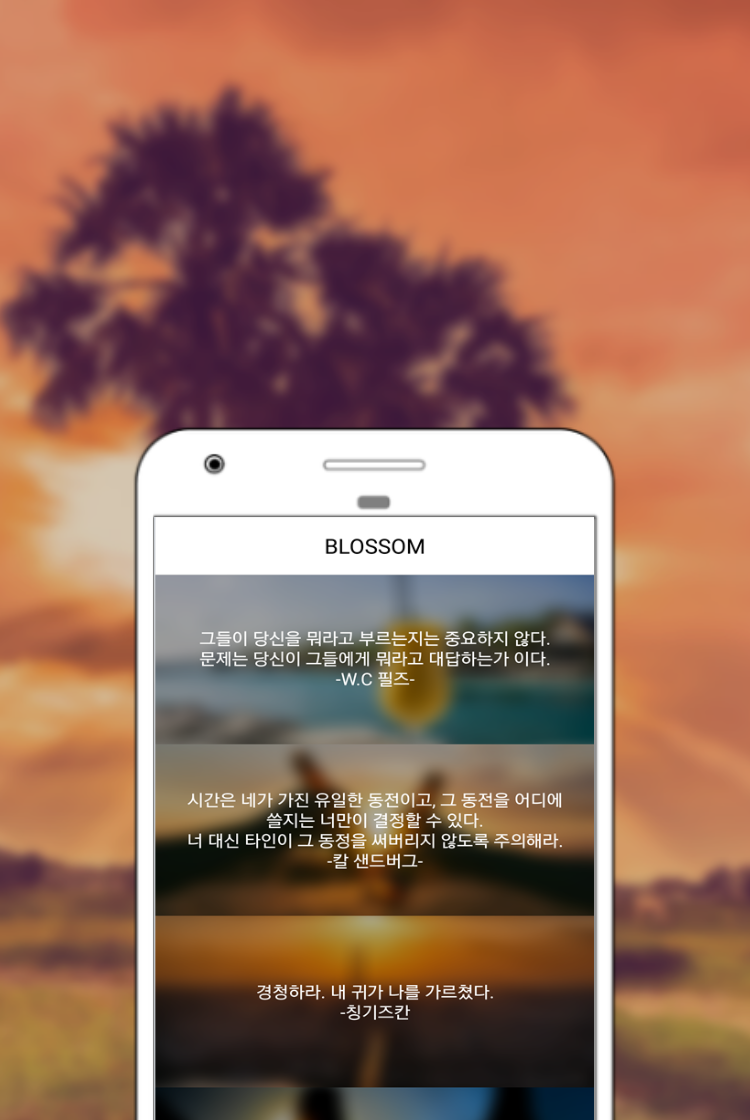 BLOSSOM
그들이 당신을 뭐라고 부르는지는 중요하지 않다.
문제는 당신이 그들에게 뭐라고 대답하는가 이다.
-W.C 필즈-
시간은 네가 가진 유일한 동전이고, 그 동전을 어디에
쓸지는 너만이 결정할 수 있다.
너 대신 타인이 그 동정을 써버리지 않도록 주의해라.
-칼 샌드버그-
경청하라. 내 귀가 나를 가르쳤다.
-칭기즈칸